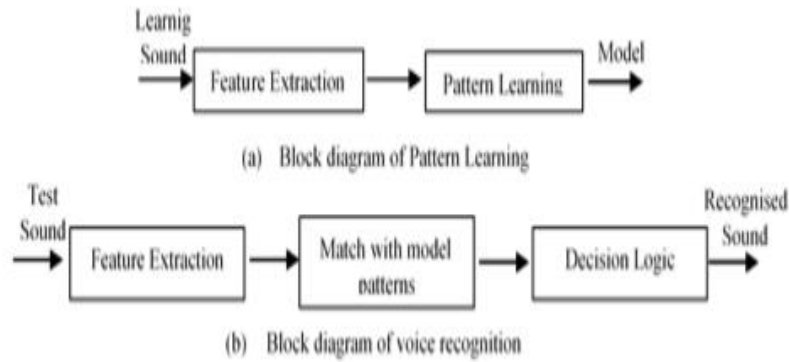 Learnig
Sound
Feature Extraction
Pattern Learning
Model
(a) Block diagram of Pattern Learning
Test
Sound
Feature Extraction
Match with model
patterns
Decision Logic
Recognised
Sound
(b) Block diagram of voice recognition